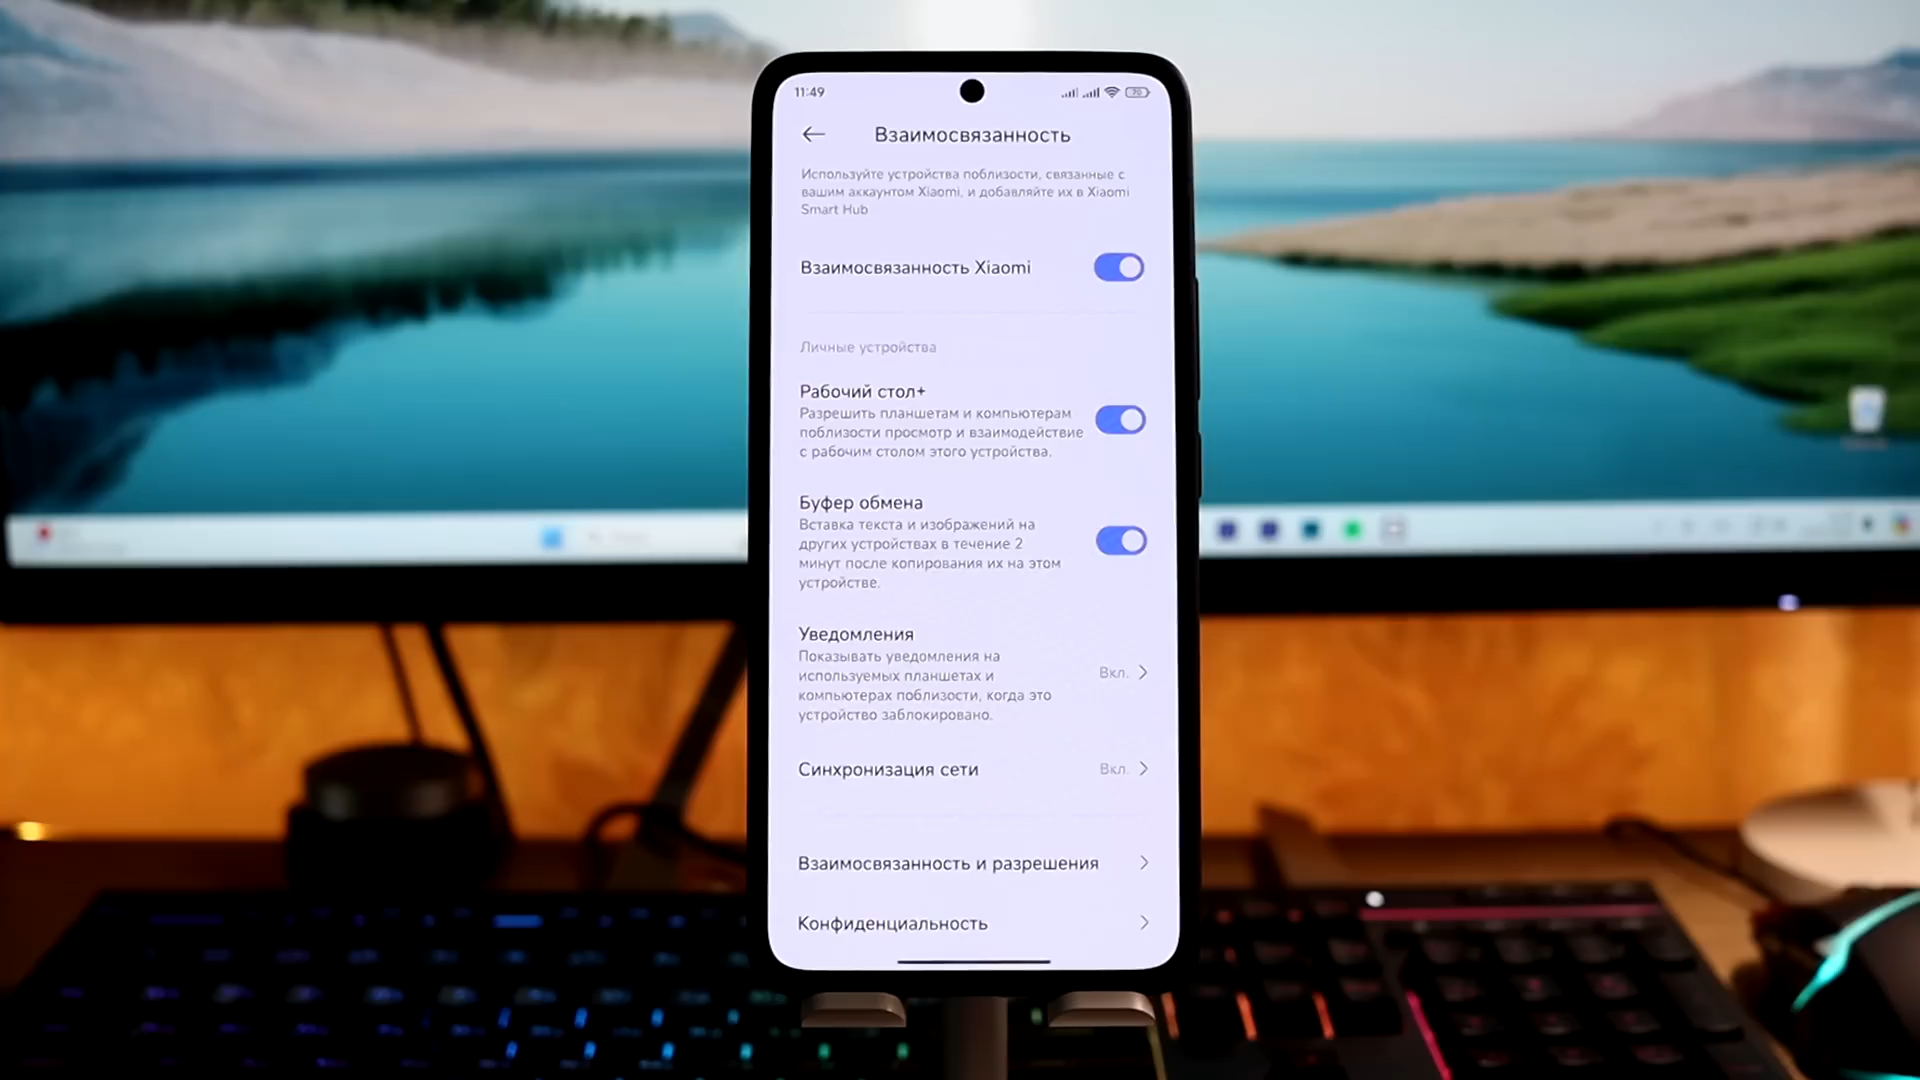 11:49
70
Взаимосвязанность
Используйте устройства поблизости, связанные с
вашим аккаунтом Xiaomi, и добавляйте их в Xiaomi
Smart Hub
Взаимосвязанность Xiaomi
Личные устройства
Рабочий стол+
Разрешить планшетам и компьютерам
поблизости просмотр и взаимодействие
с рабочим столом этого устройства.
Буфер обмена
Вставка текста и изображений на
других устройствах в течение 2
минут после копирования их на этом
устройстве.
Уведомления
Показывать уведомления на
используемых планшетах и
компьютерах поблизости, когда это
устройство заблокировано.
Вкл.
Синхронизация сети
Вкл.
Взаимосвязанность и разрешения
Конфиденциальность